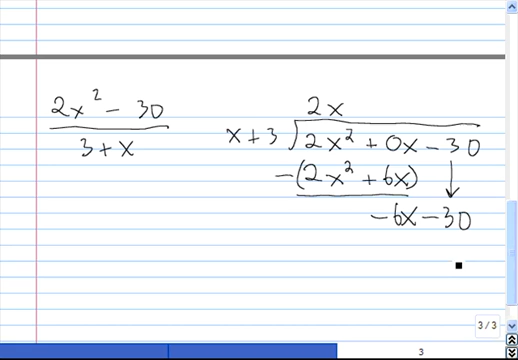 2x² - 30
3 + x
2x
x + 3 2x² + 0x - 30
-(2x² + 6x)
-6x - 30
3 / 3
3